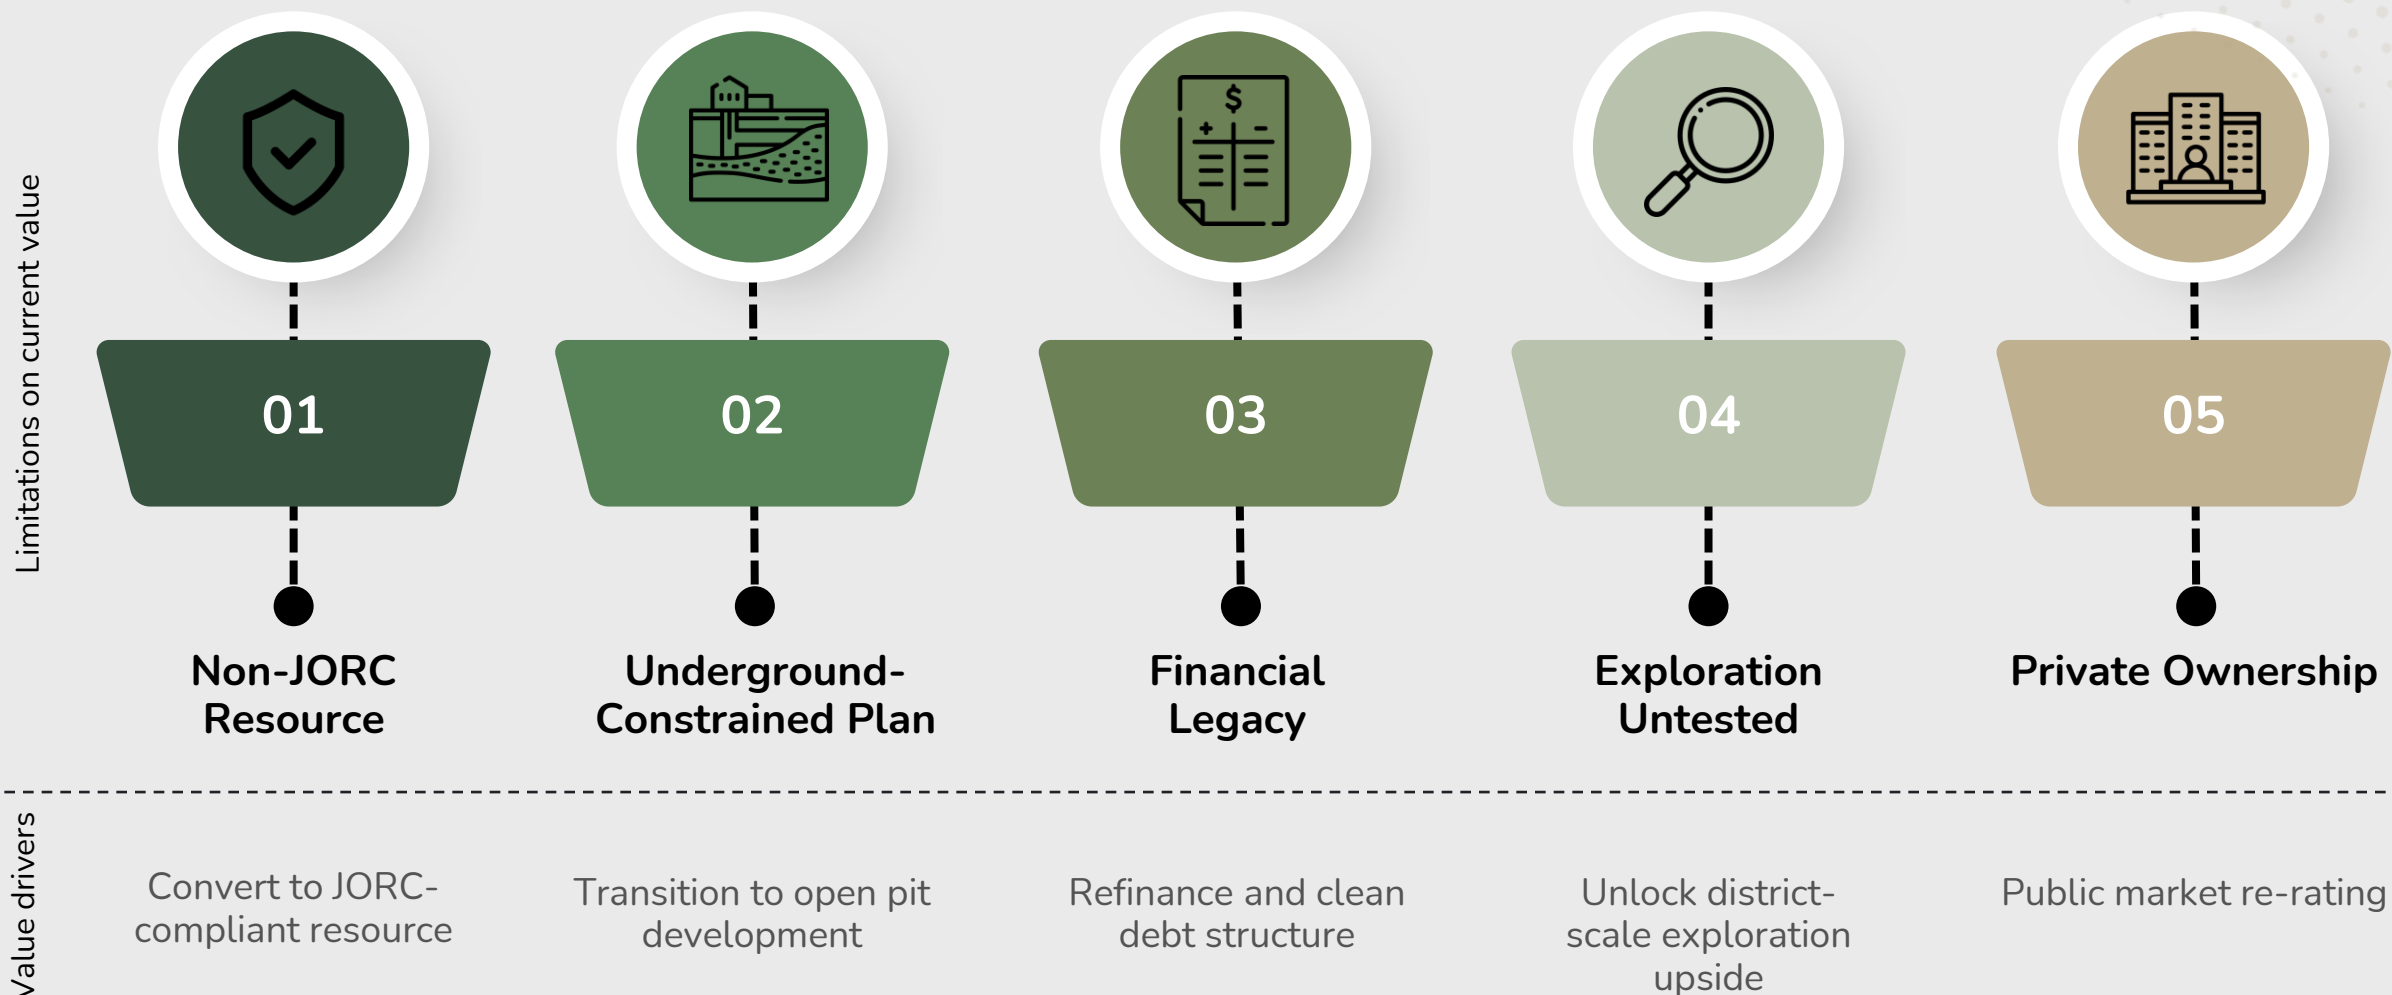 Limitations on current value
01
02
03
04
05
Non-JORC
Resource
Underground-
Constrained Plan
Financial
Legacy
Exploration
Untested
Private Ownership
Value drivers
Convert to JORC-
compliant resource
Transition to open pit
development
Refinance and clean
debt structure
Unlock district-
scale exploration
upside
Public market re-rating